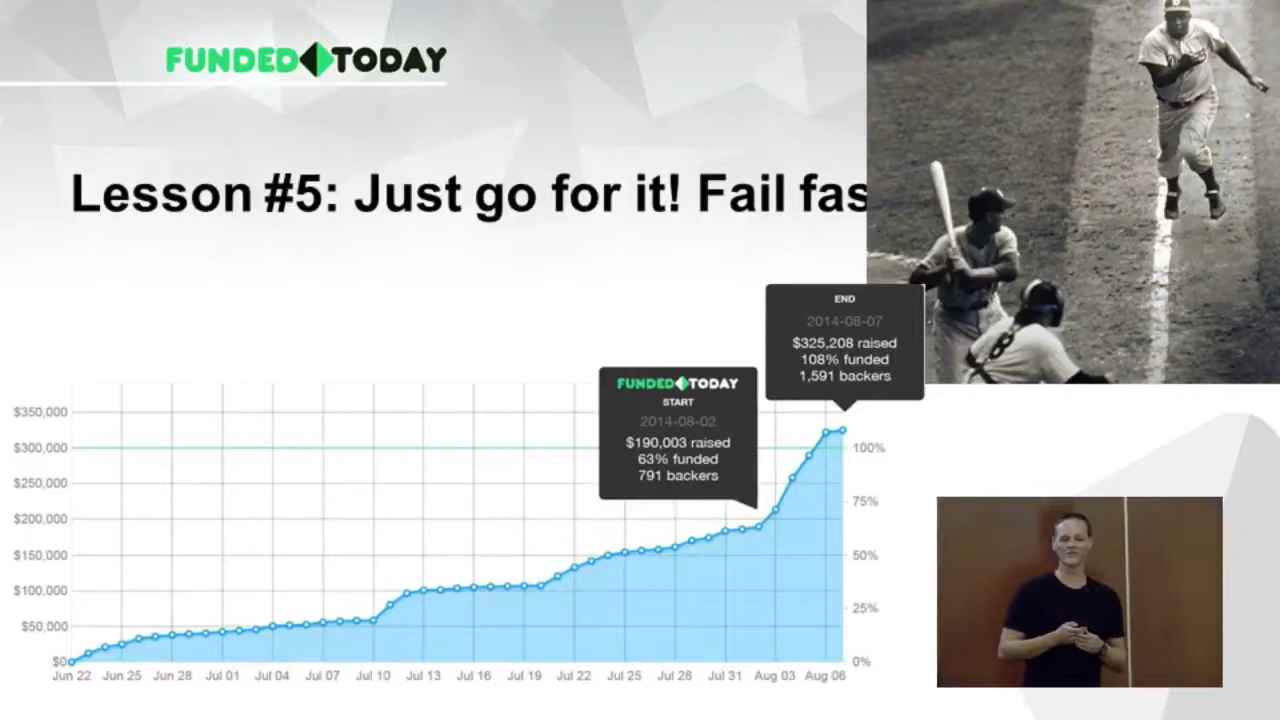 FUNDED TODAY
Lesson #5: Just go for it! Fail fas
END
2014-08-07
$325,208 raised
108% funded
1,591 backers
FUNDED TODAY
START
2014-08-02
$190,003 raised
63% funded
791 backers
$350,000
$300,000
$250,000
$200,000
$150,000
$100,000
$50,000
$0
100%
75%
50%
25%
0%
Jun 22 Jun 25 Jun 28 Jul 01 Jul 04 Jul 07 Jul 10 Jul 13 Jul 16 Jul 19 Jul 22 Jul 25 Jul 28 Jul 31 Aug 03 Aug 06
8